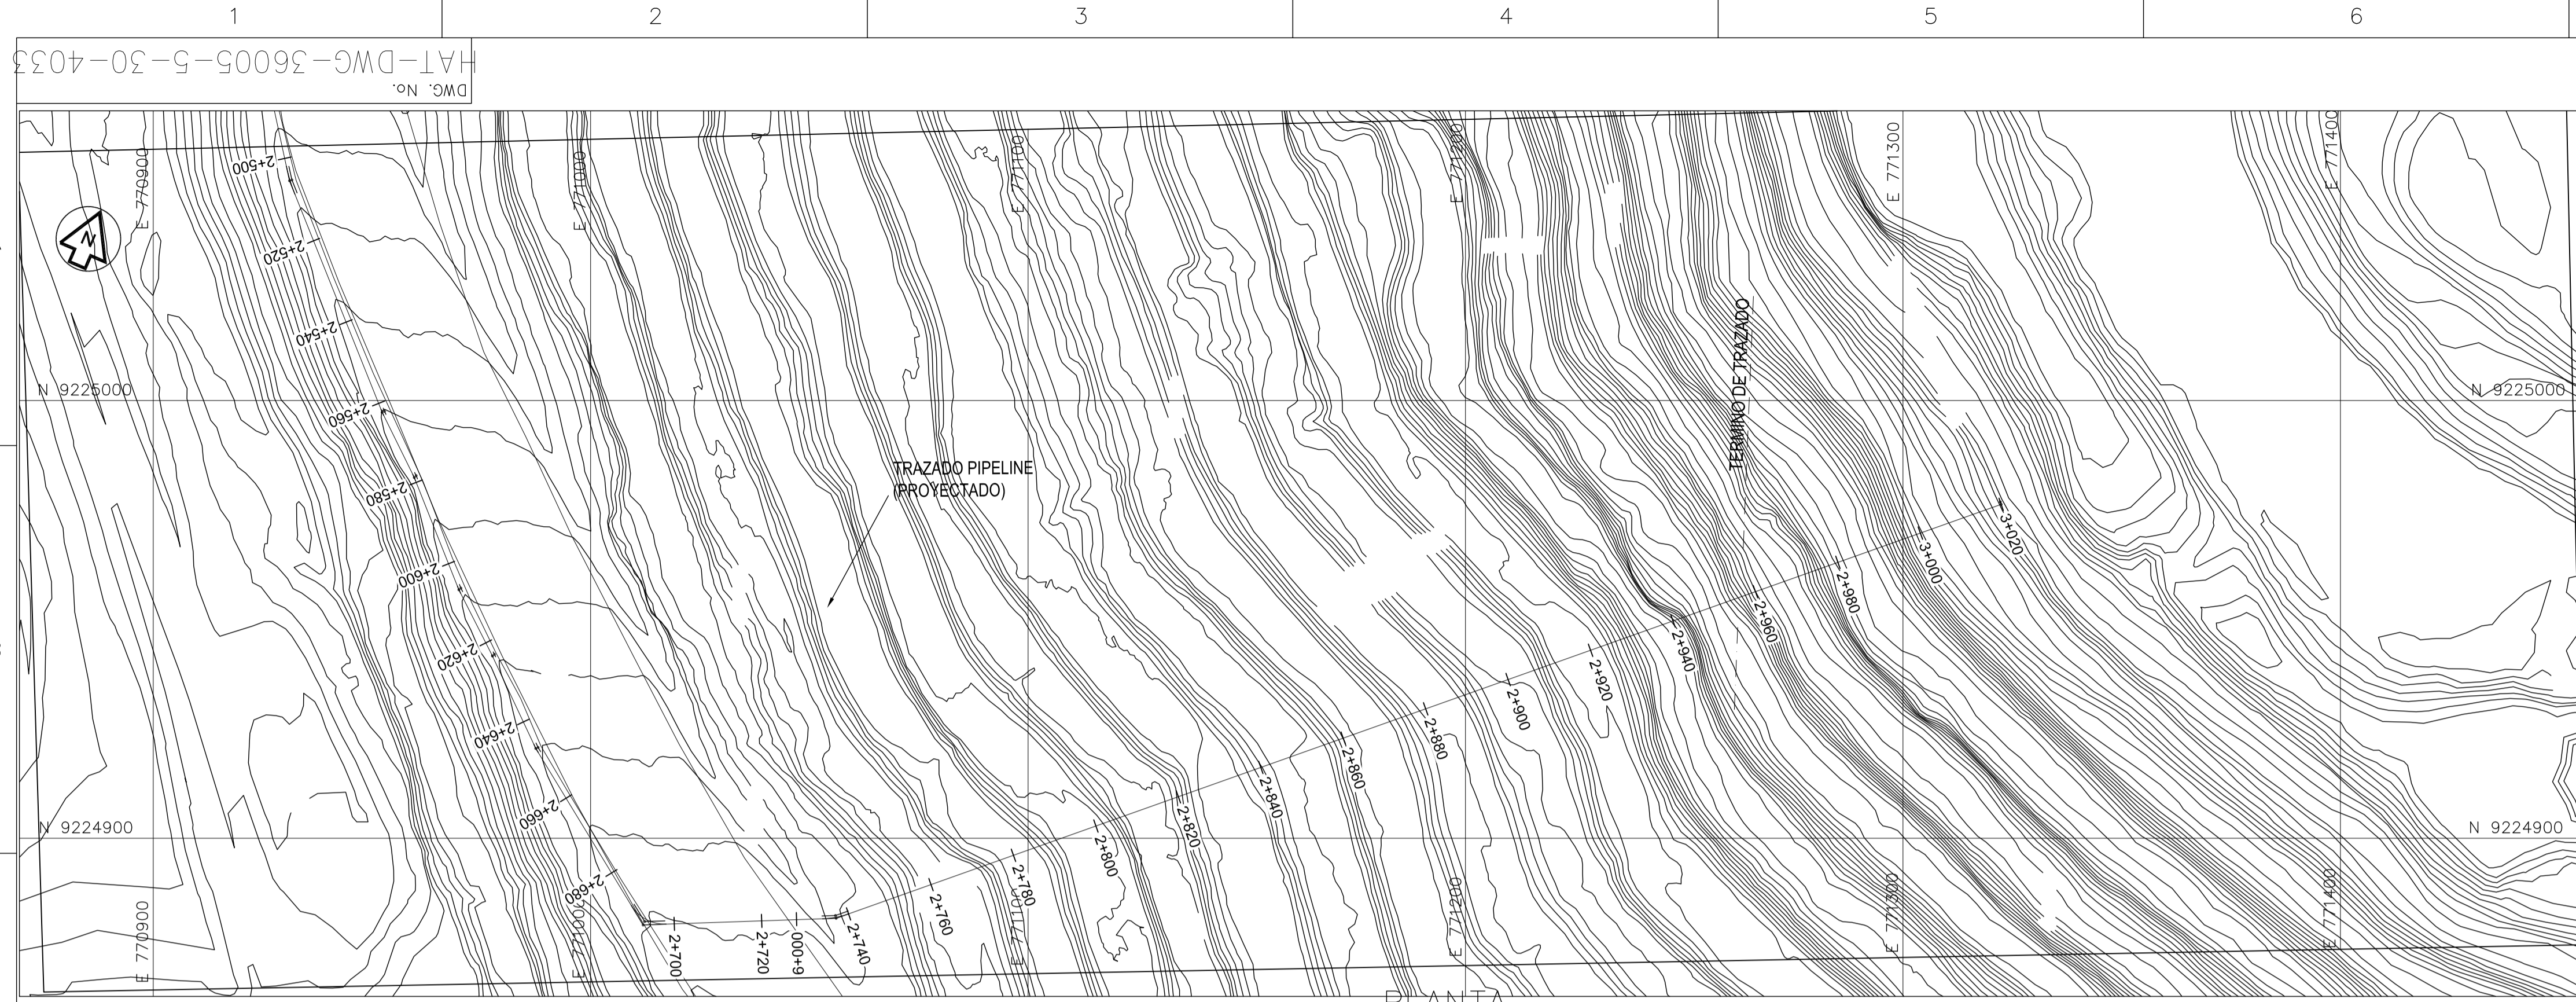 1 2 3 4 5 6
HAT-DWG-36005-5-30-4033
DWG. No.
E 770900
E 771000
E 771100
E 771200
E 771300
E 771400
N
2+500
2+520
2+540
N 9225000
N 9225000
2+560
2+580
2+600
2+620
2+640
2+660
2+680
TRAZADO PIPELINE
(PROYECTADO)
TERMINO DE TRAZADO
3+020
3+000
2+980
2+960
2+940
2+920
2+900
2+880
2+860
2+840
2+820
2+800
2+780
2+760
2+740
000+9
2+720
2+700
N 9224900
N 9224900
E 770900
E 771000
E 771100
E 771200
E 771300
E 771400
PLANTA